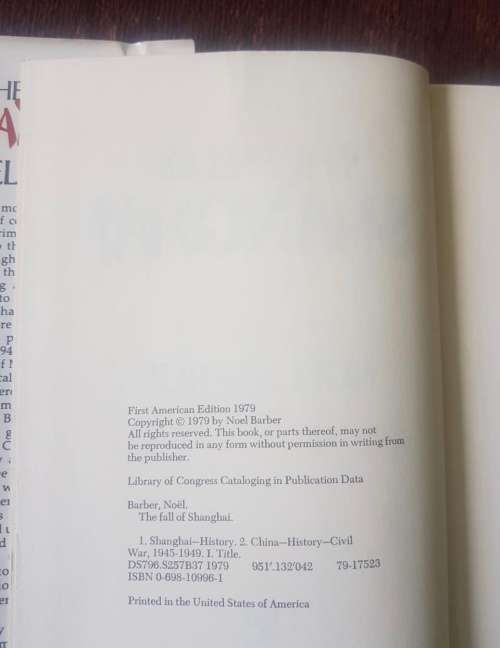 First American Edition 1979
Copyright © 1979 by Noel Barber
All rights reserved. This book, or parts thereof, may not
be reproduced in any form without permission in writing from
the publisher.
Library of Congress Cataloging in Publication Data
Barber, Noël.
The fall of Shanghai.
1. Shanghai—History. 2. China—History—Civil
War, 1945-1949. I. Title.
DS796.S257B37 1979 951′.132′042 79-17523
ISBN 0-698-10996-1
Printed in the United States of America